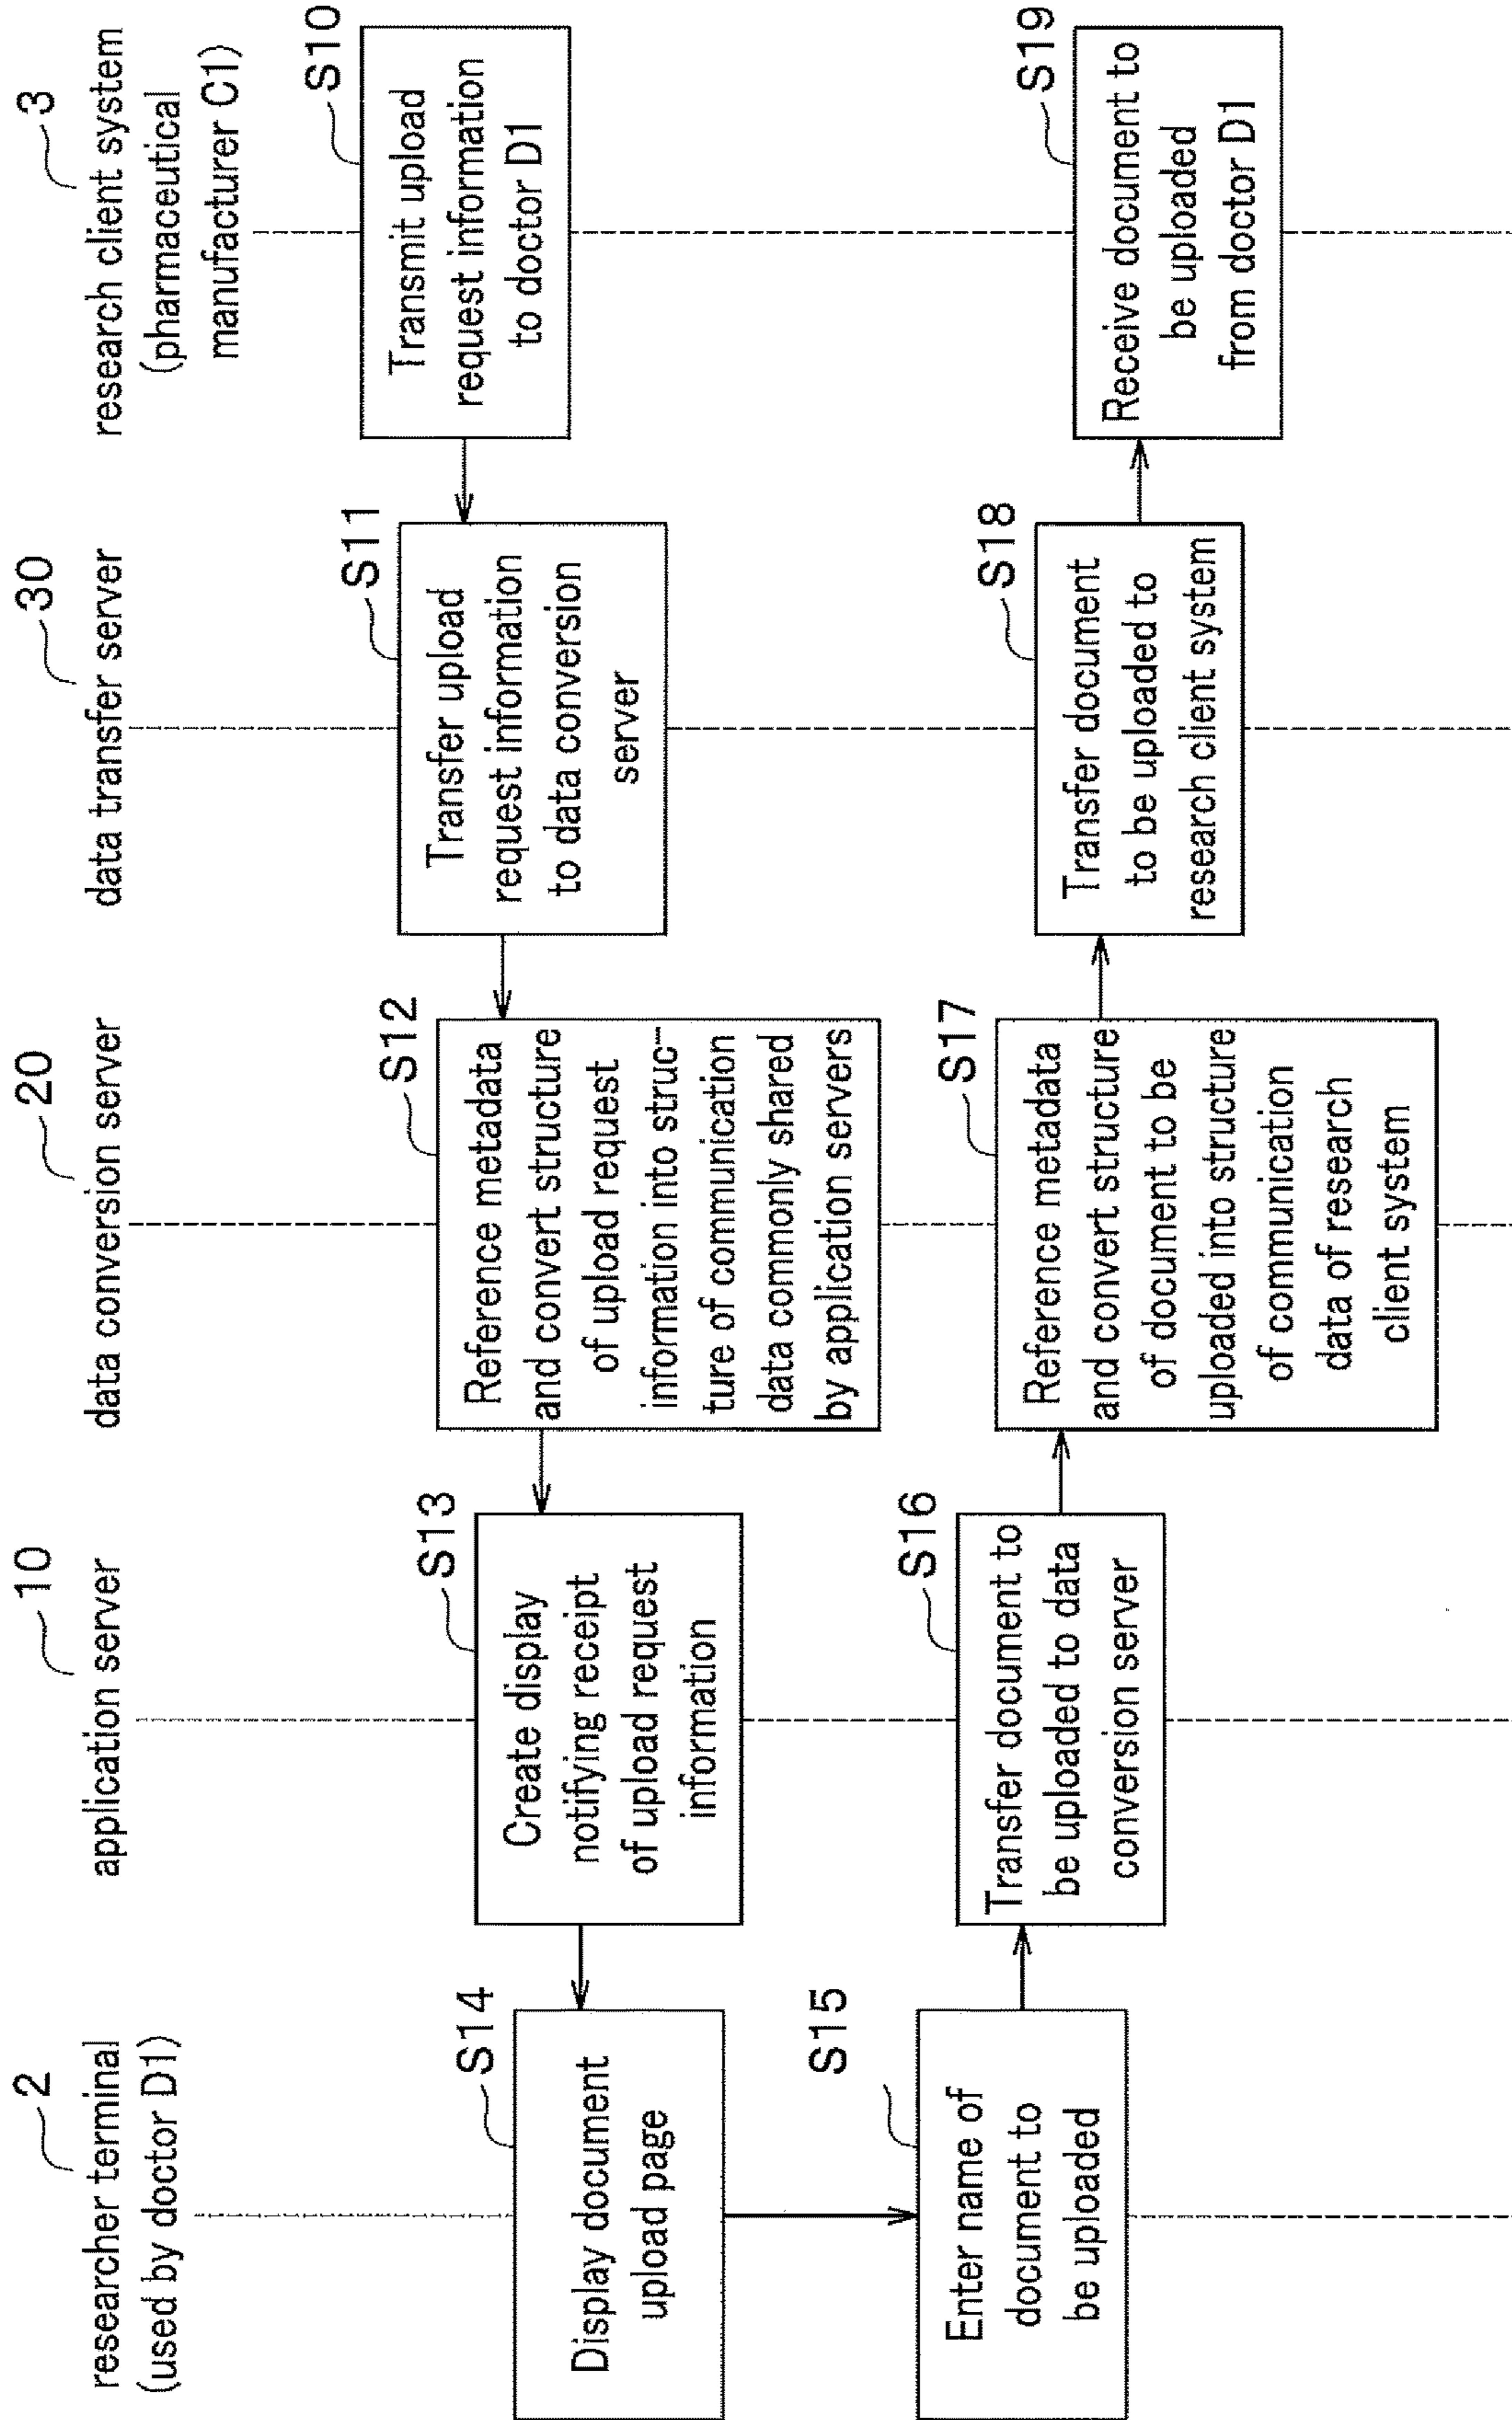 2
researcher terminal
(used by doctor D1)
10
application server
20
data conversion server
30
data transfer server
3
research client system
(pharmaceutical
manufacturer C1)
S10
Transmit upload
request information
to doctor D1
S11
Transfer upload
request information
to data conversion
server
S12
Reference metadata
and convert structure
of upload request
information into struc-
ture of communication
data commonly shared
by application servers
S13
Create display
notifying receipt
of upload request
information
S14
Display document
upload page
S15
Enter name of
document to
be uploaded
S16
Transfer document to
be uploaded to data
conversion server
S17
Reference metadata
and convert structure
of document to be
uploaded into structure
of communication
data of research
client system
S18
Transfer document
to be uploaded to
research client system
S19
Receive document to
be uploaded
from doctor D1